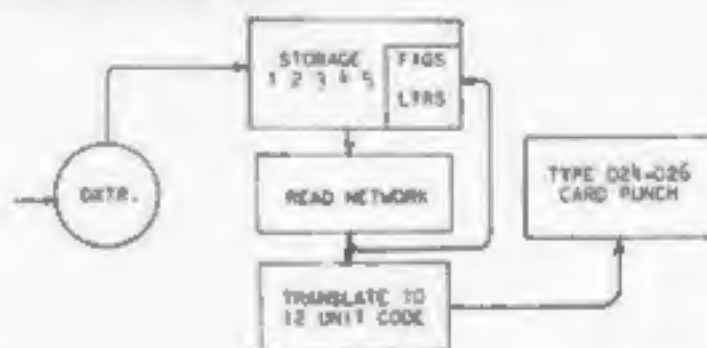 STORAGE
1 2 3 4 5
FIGS
LTRS
READ NETWORK
TYPE 024-026
CARD PUNCH
TRANSLATE TO
12 UNIT CODE